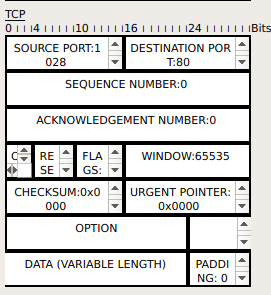 TCP
0 4 10 16 24 Bits
SOURCE PORT:1
028
DESTINATION POR
T:80
SEQUENCE NUMBER:0
ACKNOWLEDGEMENT NUMBER:0
RE
SE
FLA
GS:
WINDOW:65535
CHECKSUM:0x0
000
URGENT POINTER:
0x0000
OPTION
DATA (VARIABLE LENGTH)
PADDI
NG: 0